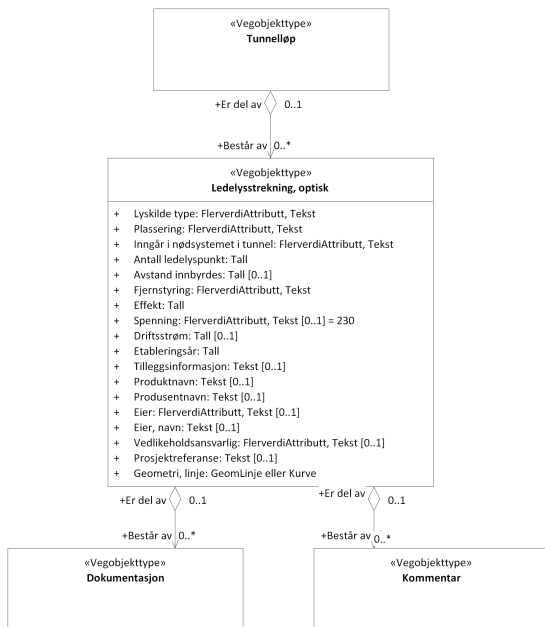 «Vegobjekttype»
Tunnelløp
+Er del av 0..1
+Består av 0..*
«Vegobjekttype»
Ledelysstrekning, optisk
+ Lyskilde type: FlerverdiAttributt, Tekst
+ Plassering: FlerverdiAttributt, Tekst
+ Inngår i nødsystemet i tunnel: FlerverdiAttributt, Tekst
+ Antall ledelyspunkt: Tall
+ Avstand innbyrdes: Tall [0..1]
+ Fjernstyring: FlerverdiAttributt, Tekst
+ Effekt: Tall
+ Spenning: FlerverdiAttributt, Tekst [0..1] = 230
+ Driftsstrøm: Tall [0..1]
+ Etableringsår: Tall
+ Tilleggsinformasjon: Tekst [0..1]
+ Produktnavn: Tekst [0..1]
+ Produsentnavn: Tekst [0..1]
+ Eier: FlerverdiAttributt, Tekst [0..1]
+ Eier, navn: Tekst [0..1]
+ Vedlikeholdsansvarlig: FlerverdiAttributt, Tekst [0..1]
+ Prosjektreferanse: Tekst [0..1]
+ Geometri, linje: GeomLinje eller Kurve
+Er del av 0..1 +Er del av 0..1
+Består av 0..* +Består av 0..*
«Vegobjekttype» «Vegobjekttype»
Dokumentasjon Kommentar